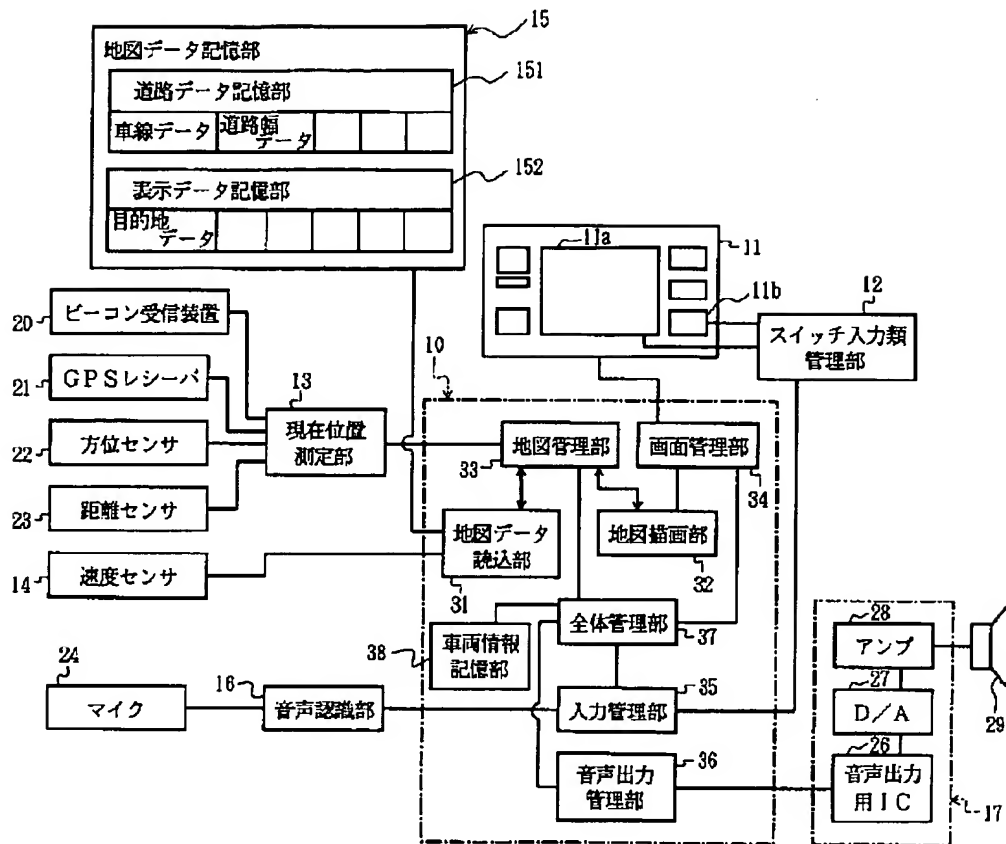 15
地図データ記憶部
151
道路データ記憶部
車線データ
道路幅
データ
152
表示データ記憶部
目的地
データ
11
11a
11b
12
スイッチ入力類
管理部
20
ビーコン受信装置
21
GPSレシーバ
22
方位センサ
23
距離センサ
14
速度センサ
13
現在位置
測定部
10
地図管理部
33
画面管理部
34
地図データ
読込部
31
地図描画部
32
全体管理部
37
38
車両情報
記憶部
24
マイク
16
音声認識部
35
入力管理部
36
音声出力
管理部
28
アンプ
27
D/A
26
音声出力
用IC
29
17